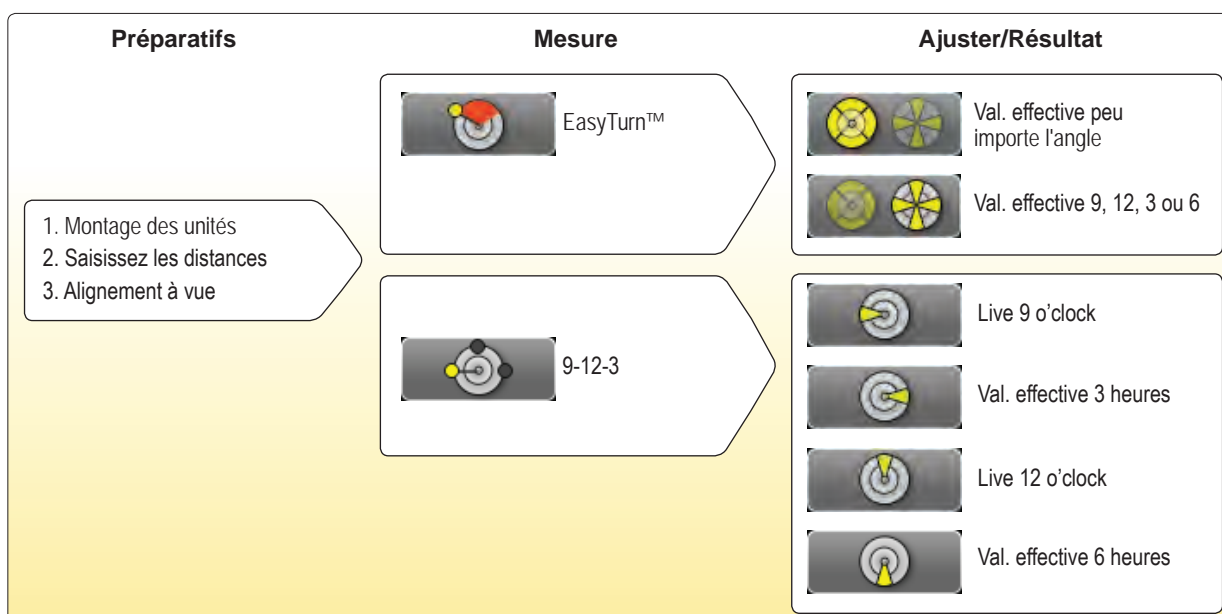 Préparatifs
Mesure
Ajuster/Résultat
1. Montage des unités
2. Saisissez les distances
3. Alignement à vue
EasyTurn™
9-12-3
Val. effective peu
importe l'angle
Val. effective 9, 12, 3 ou 6
Live 9 o’clock
Val. effective 3 heures
Live 12 o’clock
Val. effective 6 heures